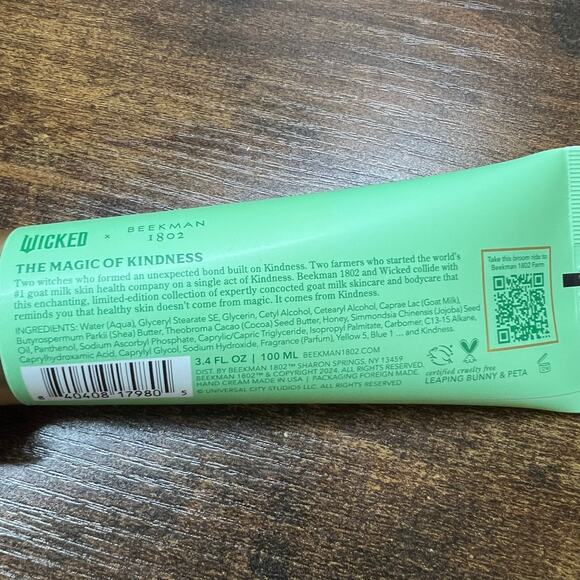 WICKED × BEEKMAN 1802
THE MAGIC OF KINDNESS
Two witches who formed an unexpected bond built on Kindness. Two farmers who started the world's
#1 goat milk skin health company on a single act of Kindness. Beekman 1802 and Wicked collide with
this enchanting, limited-edition collection of expertly concocted goat milk skincare and bodycare that
reminds you that healthy skin doesn't come from magic. It comes from Kindness.
INGREDIENTS: Water (Aqua), Glyceryl Stearate SE, Glycerin, Cetyl Alcohol, Cetearyl Alcohol, Caprae Lac (Goat Milk),
Butyrospermum Parkii (Shea) Butter, Theobroma Cacao (Cocoa) Seed Butter, Honey, Simmondsia Chinensis (Jojoba) Seed
Oil, Panthenol, Sodium Ascorbyl Phosphate, Caprylic/Capric Triglyceride, Isopropyl Palmitate, Carbomer, C13-15 Alkane,
Caprylhydroxamic Acid, Caprylyl Glycol, Sodium Hydroxide, Fragrance (Parfum), Yellow 5, Blue 1 ... and Kindness.
3.4 FL OZ | 100 ML BEEKMAN1802.COM
DIST. BY BEEKMAN 1802™ SHARON SPRINGS, NY 13459
BEEKMAN 1802™ & COPYRIGHT 2024, ALL RIGHTS RESERVED.
HAND CREAM MADE IN USA | PACKAGING FOREIGN MADE.
© UNIVERSAL CITY STUDIOS LLC. ALL RIGHTS RESERVED.
8 40408 17980 5
Take this broom ride to
Beekman 1802 Farm
certified cruelty free
LEAPING BUNNY & PETA